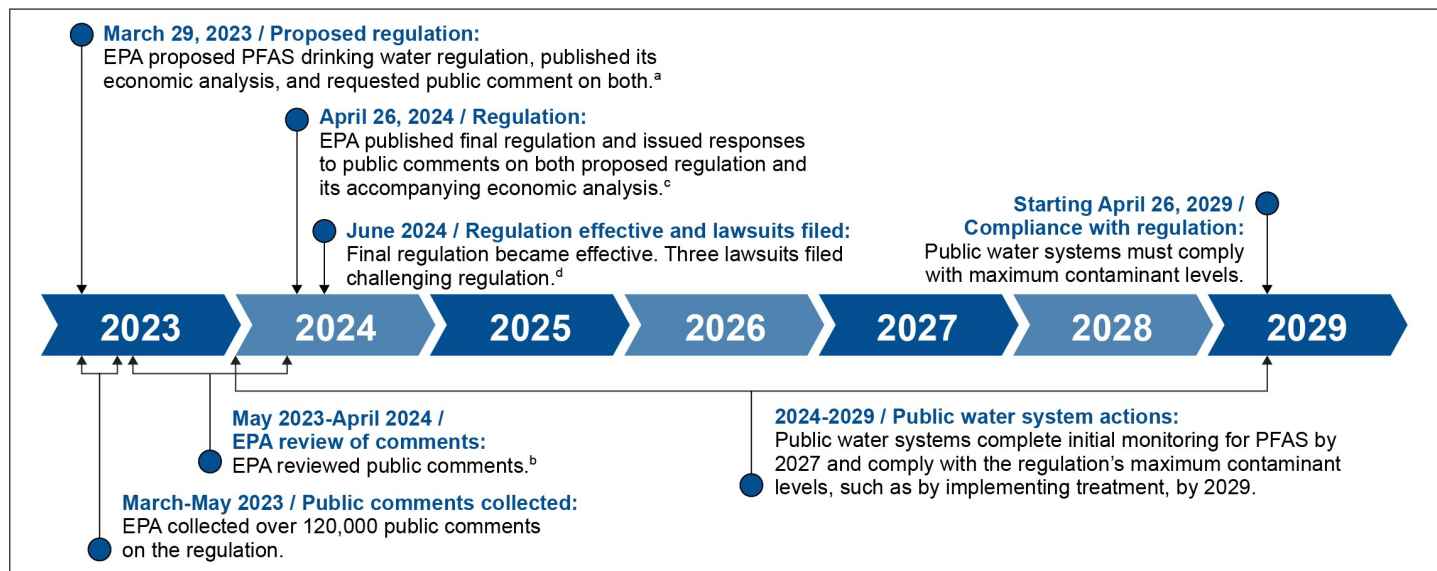 March 29, 2023 / Proposed regulation:
EPA proposed PFAS drinking water regulation, published its
economic analysis, and requested public comment on both.a
April 26, 2024 / Regulation:
EPA published final regulation and issued responses
to public comments on both proposed regulation and
its accompanying economic analysis.c
June 2024 / Regulation effective and lawsuits filed:
Final regulation became effective. Three lawsuits filed
challenging regulation.d
Starting April 26, 2029 /
Compliance with regulation:
Public water systems must comply
with maximum contaminant levels.
2023
2024
2025
2026
2027
2028
2029
May 2023-April 2024 /
EPA review of comments:
EPA reviewed public comments.b
March-May 2023 / Public comments collected:
EPA collected over 120,000 public comments
on the regulation.
2024-2029 / Public water system actions:
Public water systems complete initial monitoring for PFAS by
2027 and comply with the regulation's maximum contaminant
levels, such as by implementing treatment, by 2029.